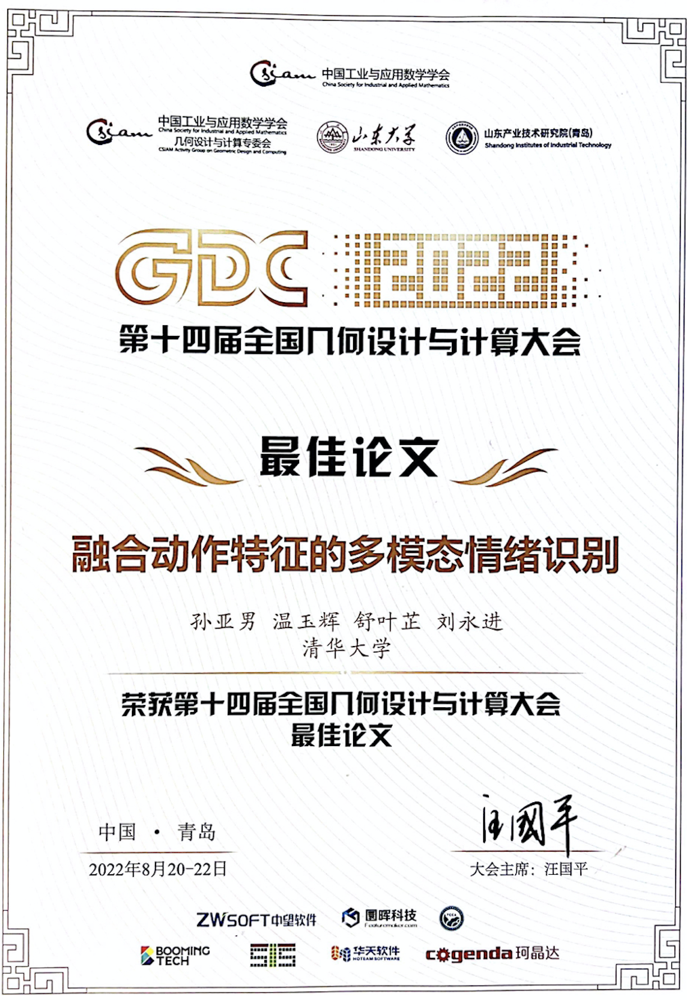 Csiam 中国工业与应用数学学会
China Society for Industrial and Applied Mathematics
Csiam 中国工业与应用数学学会
China Society for Industrial and Applied Mathematics
几何设计与计算专委会
CSIAM Activity Group on Geometric Design and Computing
山东大学
SHANDONG UNIVERSITY
山东产业技术研究院(青岛)
Shandong Institutes of Industrial Technology
GDC 2022
第十四届全国几何设计与计算大会
最佳论文
融合动作特征的多模态情绪识别
孙亚男 温玉辉 舒叶芷 刘永进
清华大学
荣获第十四届全国几何设计与计算大会
最佳论文
中国 · 青岛
2022年8月20-22日
汪國平
大会主席：汪国平
ZWSOFT中望软件
圜晖科技
Featuremaker.com
BOOMING
TECH
SIS
华天软件
HOTEAM SOFTWARE
cogenda珂晶达